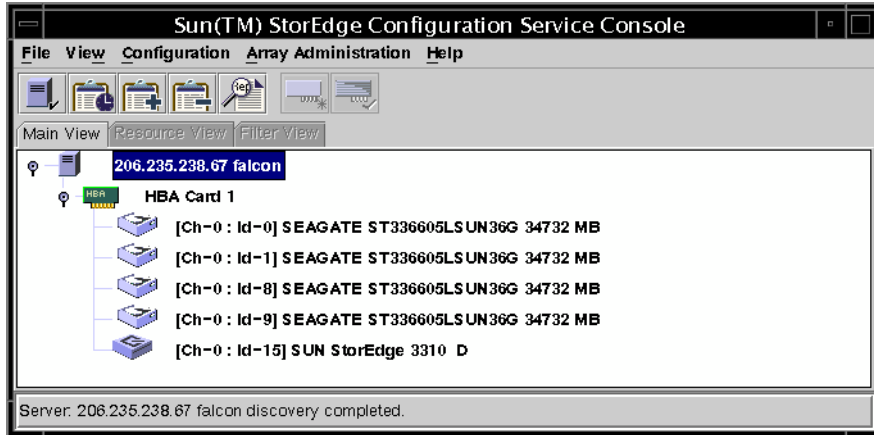 Sun(TM) StorEdge Configuration Service Console
File View Configuration Array Administration Help
Main View Resource View Filter View
206.235.238.67 falcon
HBA HBA Card 1
[Ch-0 : Id-0] SEAGATE ST336605LSUN36G 34732 MB
[Ch-0 : Id-1] SEAGATE ST336605LSUN36G 34732 MB
[Ch-0 : Id-8] SEAGATE ST336605LSUN36G 34732 MB
[Ch-0 : Id-9] SEAGATE ST336605LSUN36G 34732 MB
[Ch-0 : Id-15] SUN StorEdge 3310 D
Server: 206.235.238.67 falcon discovery completed.